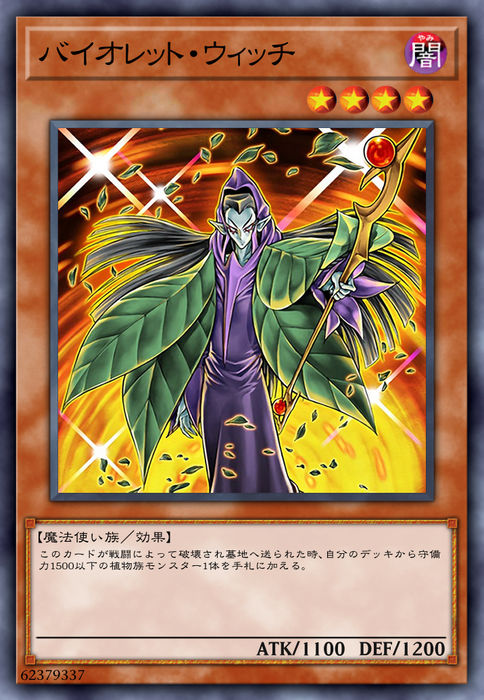 バイオレット・ウィッチ
やみ
闇
【魔法使い族／効果】
このカードが戦闘によって破壊され墓地へ送られた時、自分のデッキから守備
力1500以下の植物族モンスター1体を手札に加える。
ATK/1100 DEF/1200
62379337